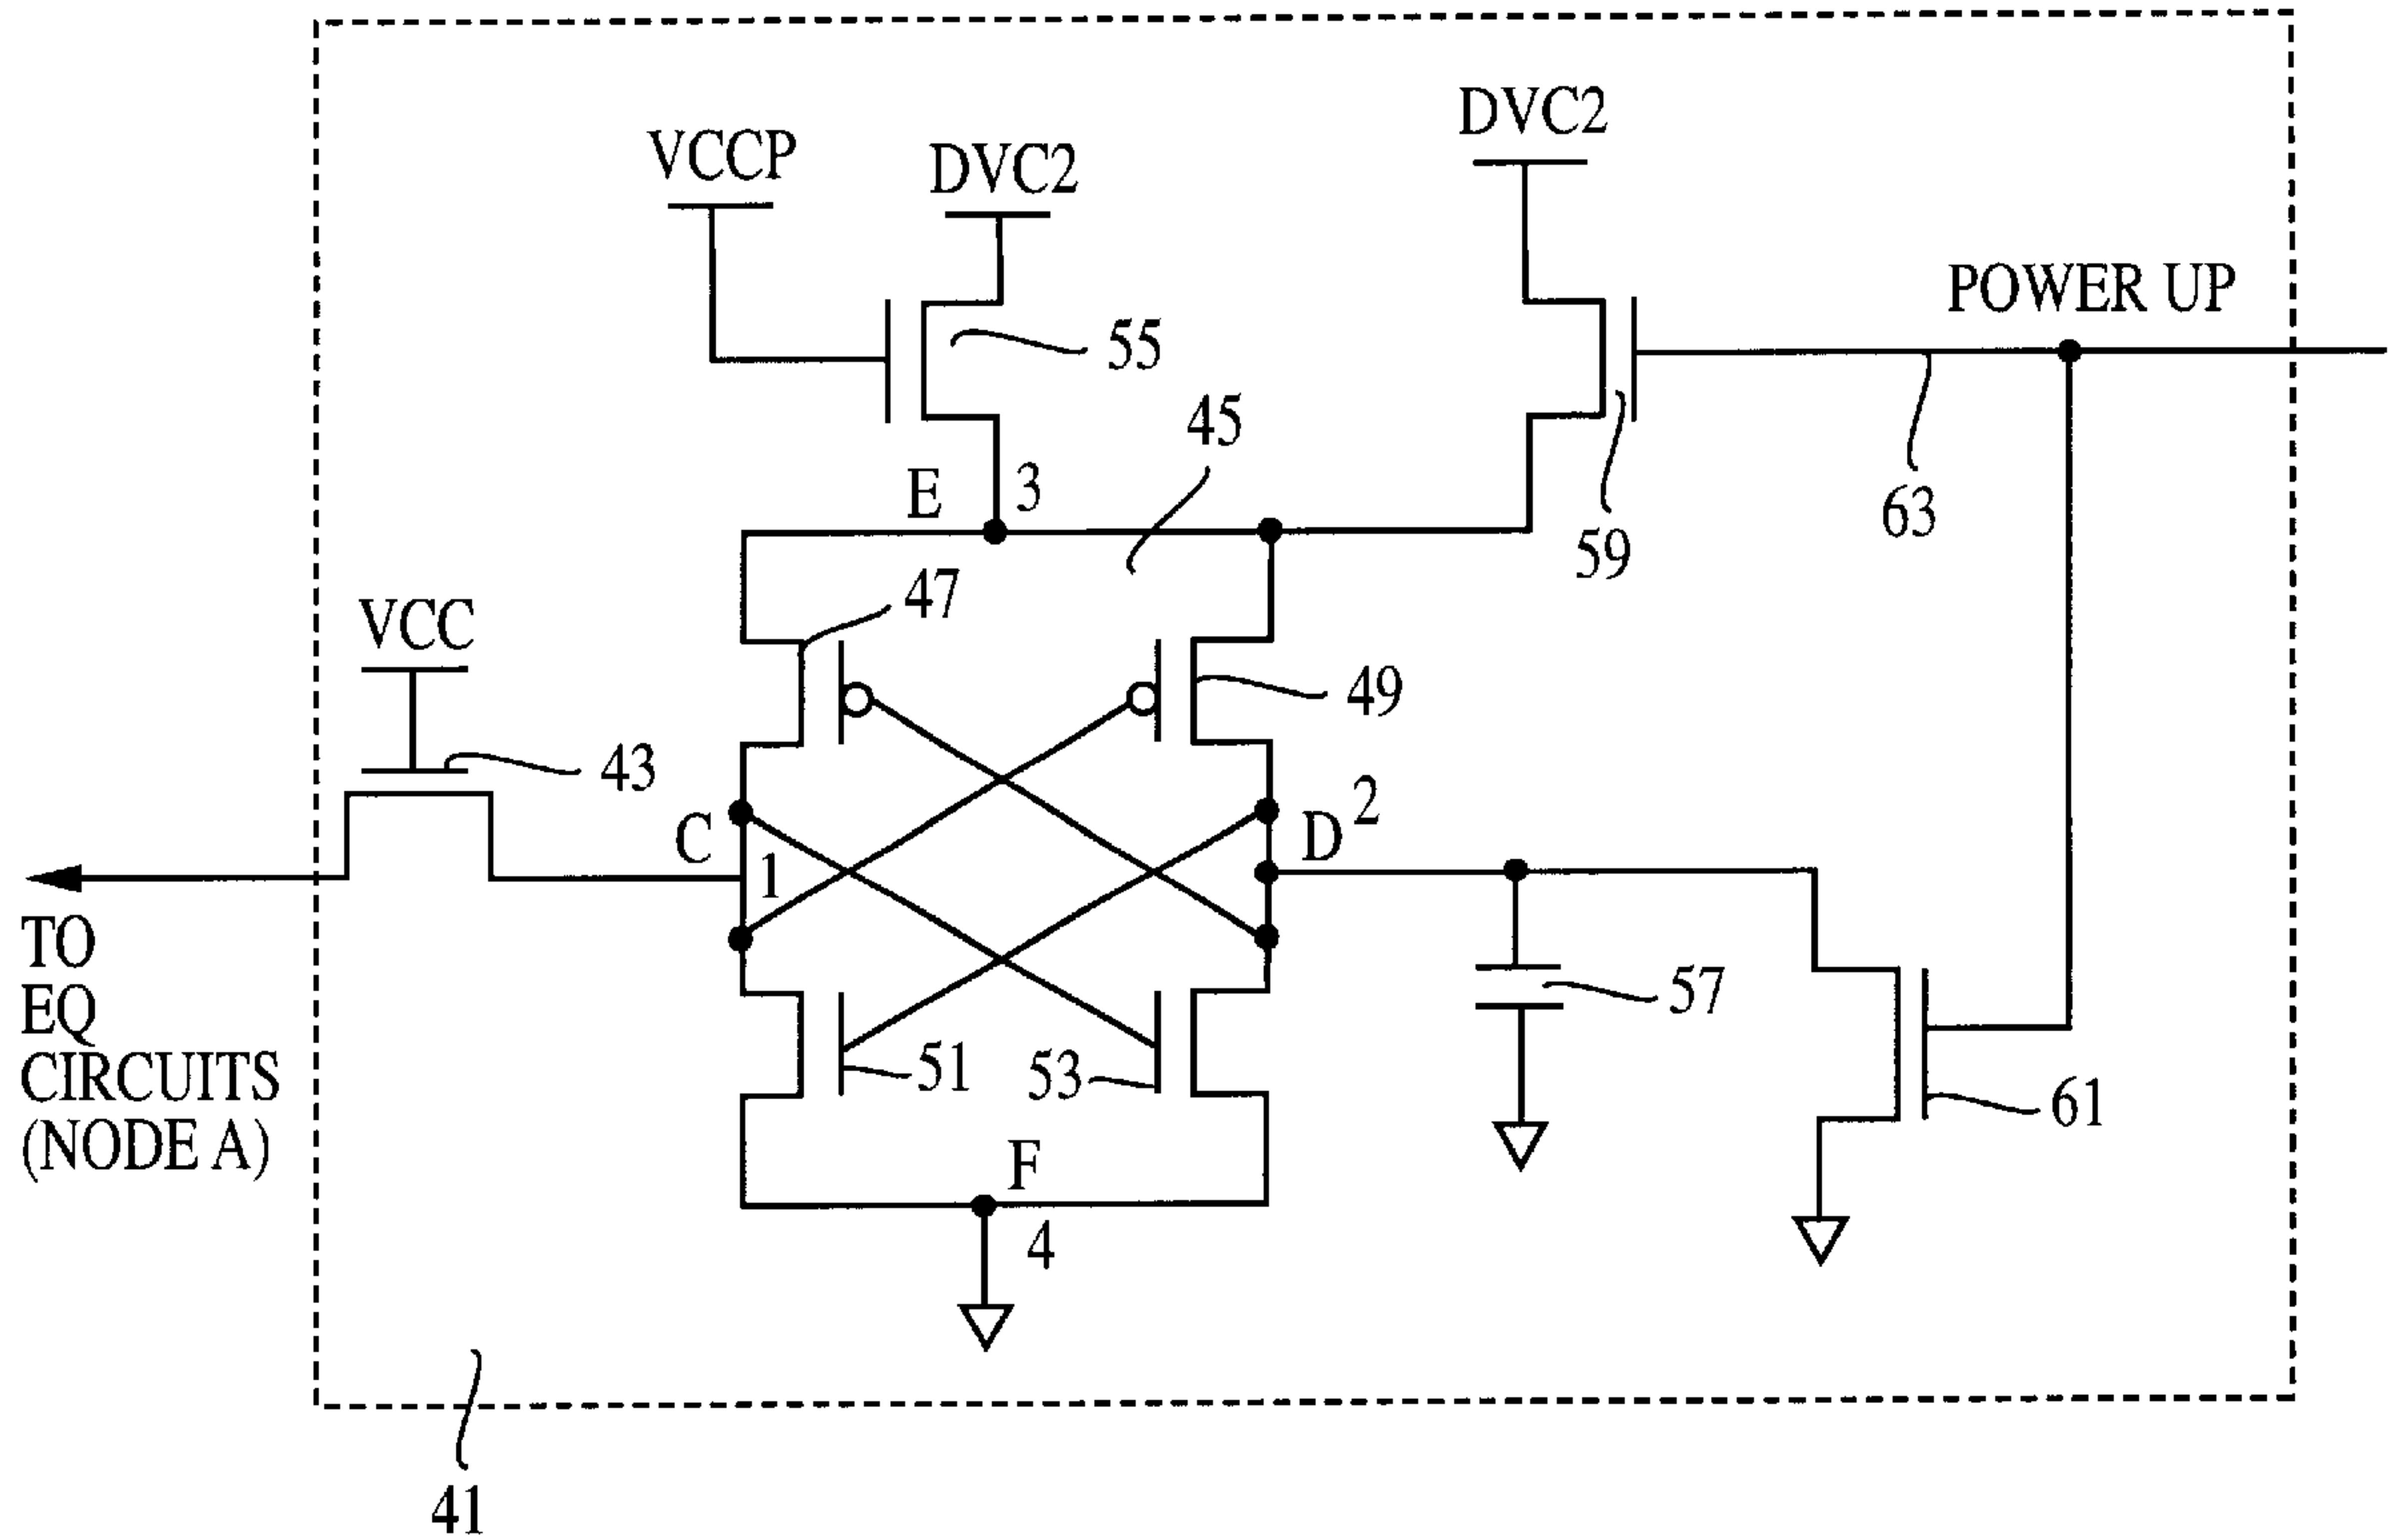 DVC2
VCCP
DVC2
POWER UP
55
45
E
3
63
59
47
VCC
49
43
2
C
D
1
TO
EQ
CIRCUITS
(NODE A)
57
51
53
61
F
4
41